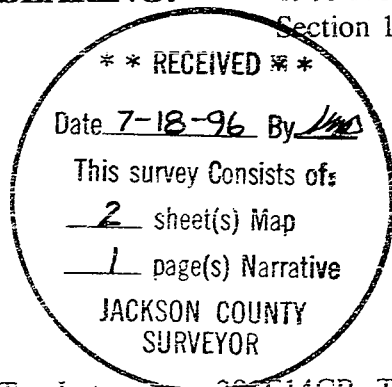 Section 1
* * RECEIVED * *
Date 7-18-96 By
This survey Consists of:
2 sheet(s) Map
1 page(s) Narrative
JACKSON COUNTY
SURVEYOR